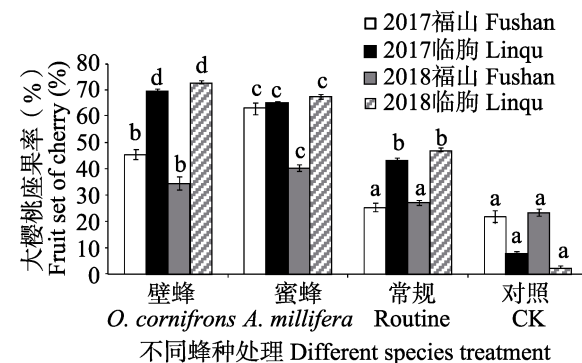 2017福山 Fushan
2017临朐 Linqu
2018福山 Fushan
2018临朐 Linqu
大樱桃座果率(%)
Fruit set of cherry (%)
80
70
60
50
40
30
20
10
0
b d b d
c c c c
a b a b
a a a a
壁蜂 蜜蜂 常规 对照
O. cornifrons A. millifera Routine CK
不同蜂种处理 Different species treatment